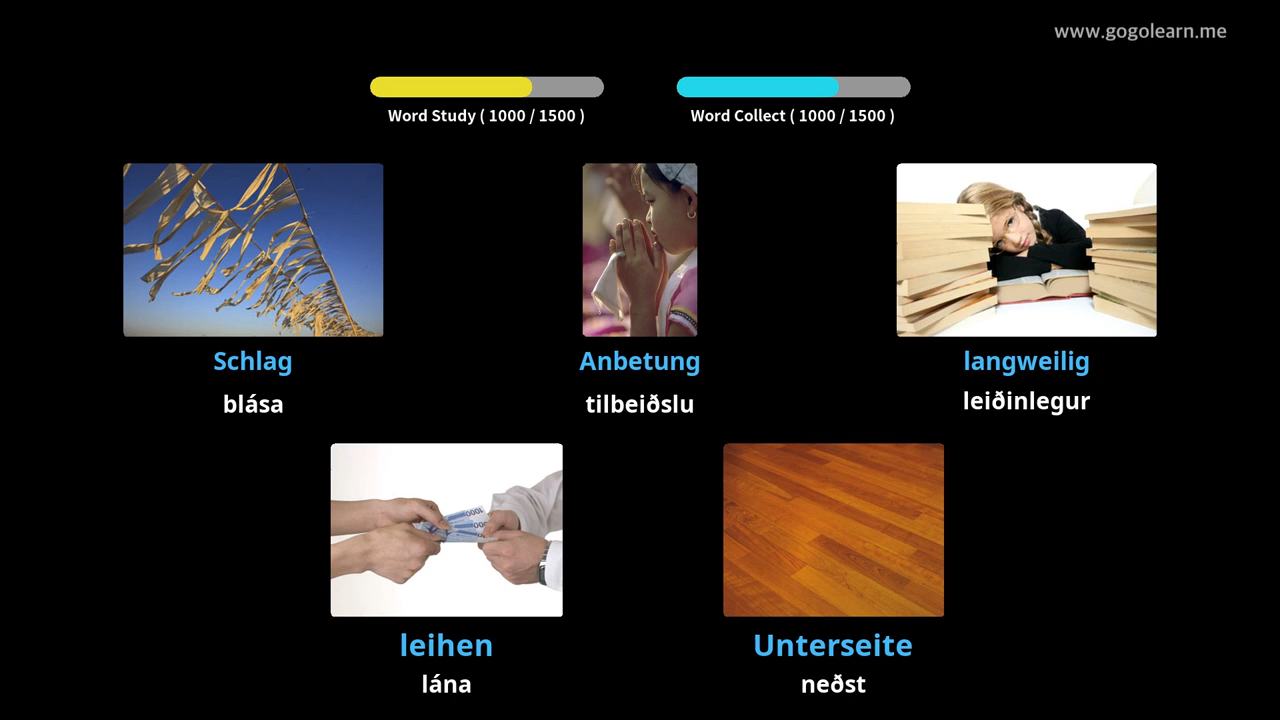 www.gogolearn.me
Word Study ( 1000 / 1500 )
Word Collect ( 1000 / 1500 )
Schlag
blása
Anbetung
tilbeiðslu
langweilig
leiðinlegur
leihen
lána
Unterseite
neðst